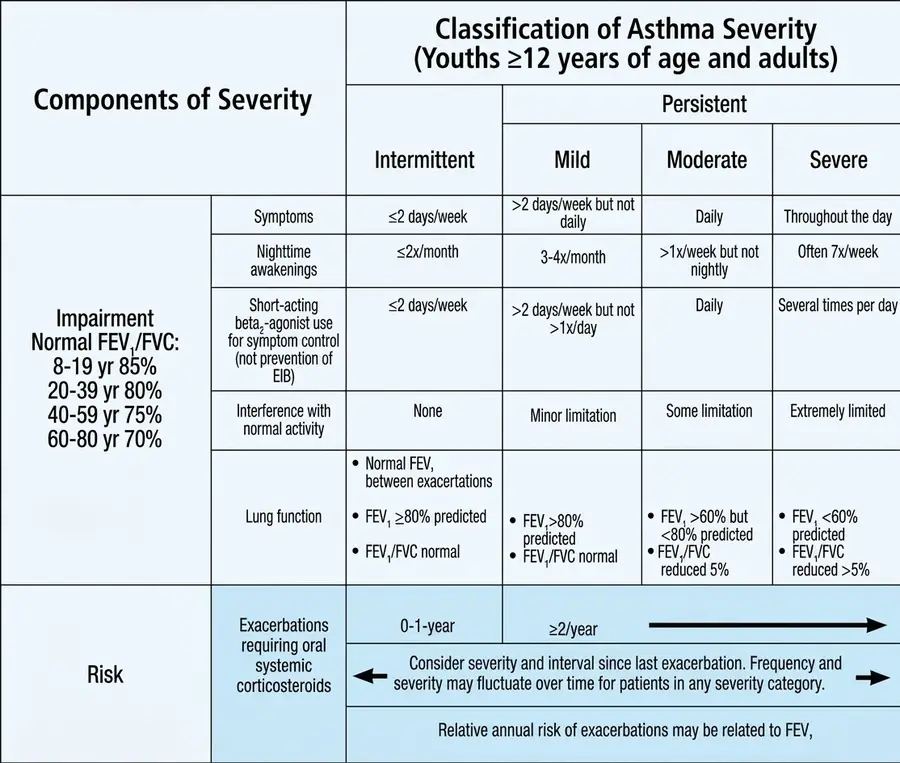 Classification of Asthma Severity
(Youths ≥12 years of age and adults)
Components of Severity
Persistent
Intermittent
Mild
Moderate
Severe
Impairment
Normal FEV₁/FVC:
8-19 yr 85%
20-39 yr 80%
40-59 yr 75%
60-80 yr 70%
Symptoms
≤2 days/week
>2 days/week but not
daily
Daily
Throughout the day
Nighttime
awakenings
≤2x/month
3-4x/month
>1x/week but not
nightly
Often 7x/week
Short-acting
beta₂-agonist use
for symptom control
(not prevention of
EIB)
≤2 days/week
>2 days/week but not
>1x/day
Daily
Several times per day
Interference with
normal activity
None
Minor limitation
Some limitation
Extremely limited
Lung function
• Normal FEV₁
between exacertations
• FEV₁ ≥80% predicted
• FEV₁/FVC normal
• FEV₁>80%
predicted
• FEV₁/FVC normal
• FEV₁ >60% but
<80% predicted
• FEV₁/FVC
reduced 5%
• FEV₁ <60%
predicted
• FEV₁/FVC
reduced >5%
Risk
Exacerbations
requiring oral
systemic
corticosteroids
0-1-year
≥2/year
Consider severity and interval since last exacerbation. Frequency and
severity may fluctuate over time for patients in any severity category.
Relative annual risk of exacerbations may be related to FEV₁